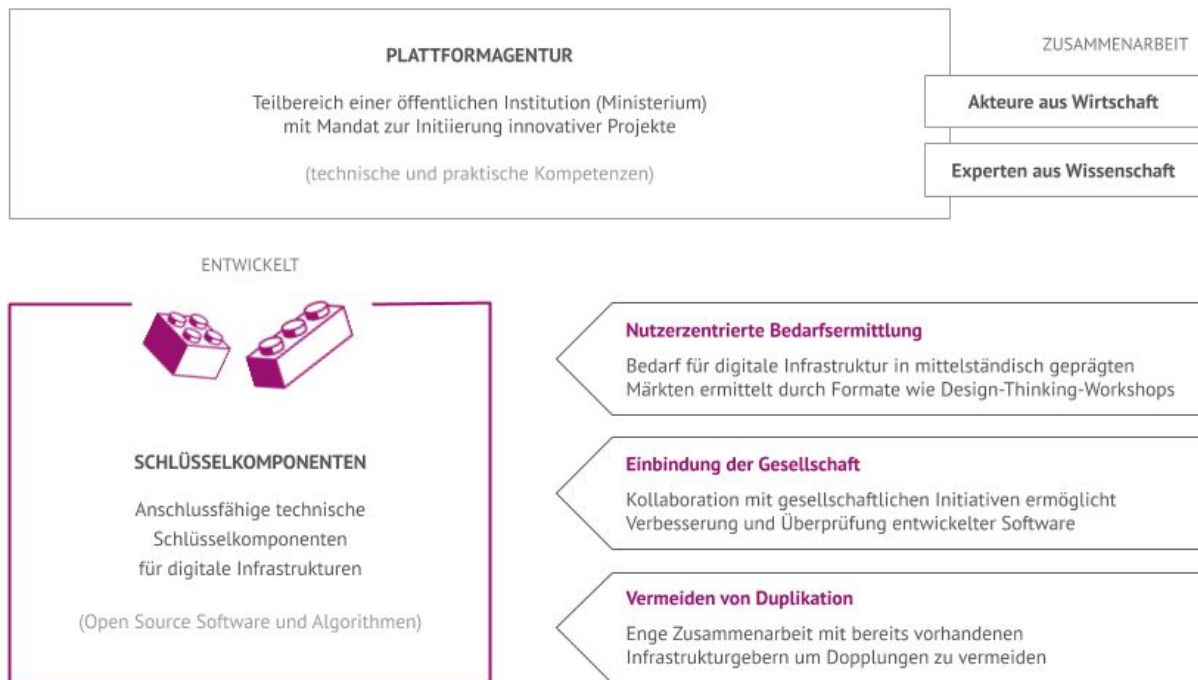 PLATTFORMAGENTUR
Teilbereich einer öffentlichen Institution (Ministerium)
mit Mandat zur Initiierung innovativer Projekte
(technische und praktische Kompetenzen)
ZUSAMMENARBEIT
Akteure aus Wirtschaft
Experten aus Wissenschaft
ENTWICKELT
SCHLÜSSELKOMPONENTEN
Anschlussfähige technische
Schlüsselkomponenten
für digitale Infrastrukturen
(Open Source Software und Algorithmen)
Nutzerzentrierte Bedarfsermittlung
Bedarf für digitale Infrastruktur in mittelständisch geprägten
Märkten ermittelt durch Formate wie Design-Thinking-Workshops
Einbindung der Gesellschaft
Kollaboration mit gesellschaftlichen Initiativen ermöglicht
Verbesserung und Überprüfung entwickelter Software
Vermeiden von Duplikation
Enge Zusammenarbeit mit bereits vorhandenen
Infrastrukturgebern um Dopplungen zu vermeiden